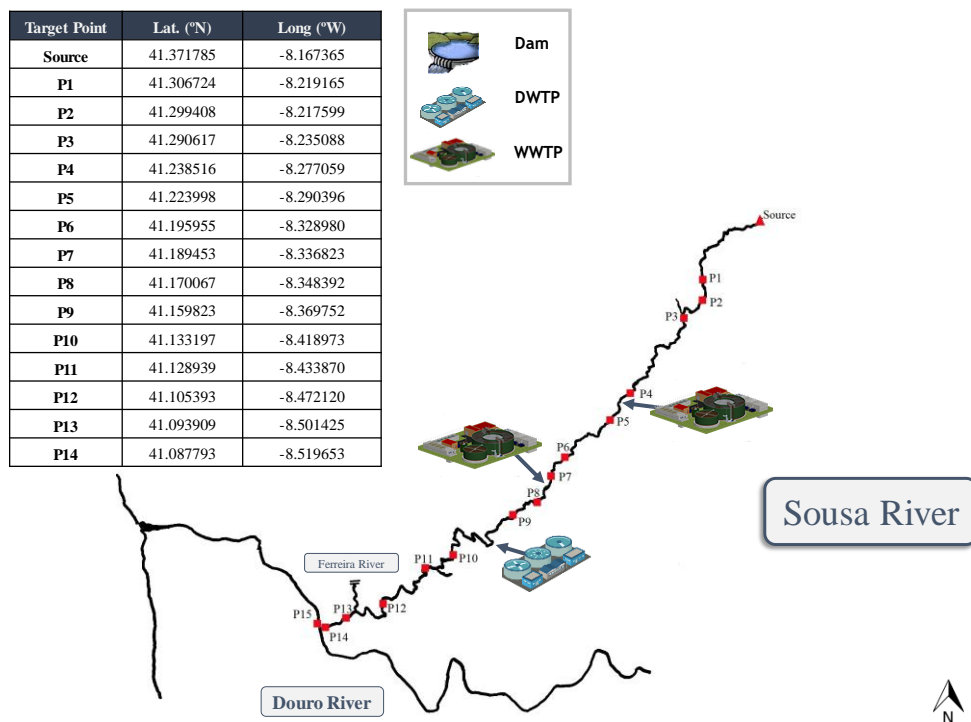 Target Point Lat. (ºN) Long (ºW)
Source 41.371785 -8.167365
P1 41.306724 -8.219165
P2 41.299408 -8.217599
P3 41.290617 -8.235088
P4 41.238516 -8.277059
P5 41.223998 -8.290396
P6 41.195955 -8.328980
P7 41.189453 -8.336823
P8 41.170067 -8.348392
P9 41.159823 -8.369752
P10 41.133197 -8.418973
P11 41.128939 -8.433870
P12 41.105393 -8.472120
P13 41.093909 -8.501425
P14 41.087793 -8.519653
Dam
DWTP
WWTP
Source
P1
P2
P3
P4
P5
P6
P7
P8
P9
P10
P11
P12
P13
P14
P15
Sousa River
Ferreira River
Douro River
N